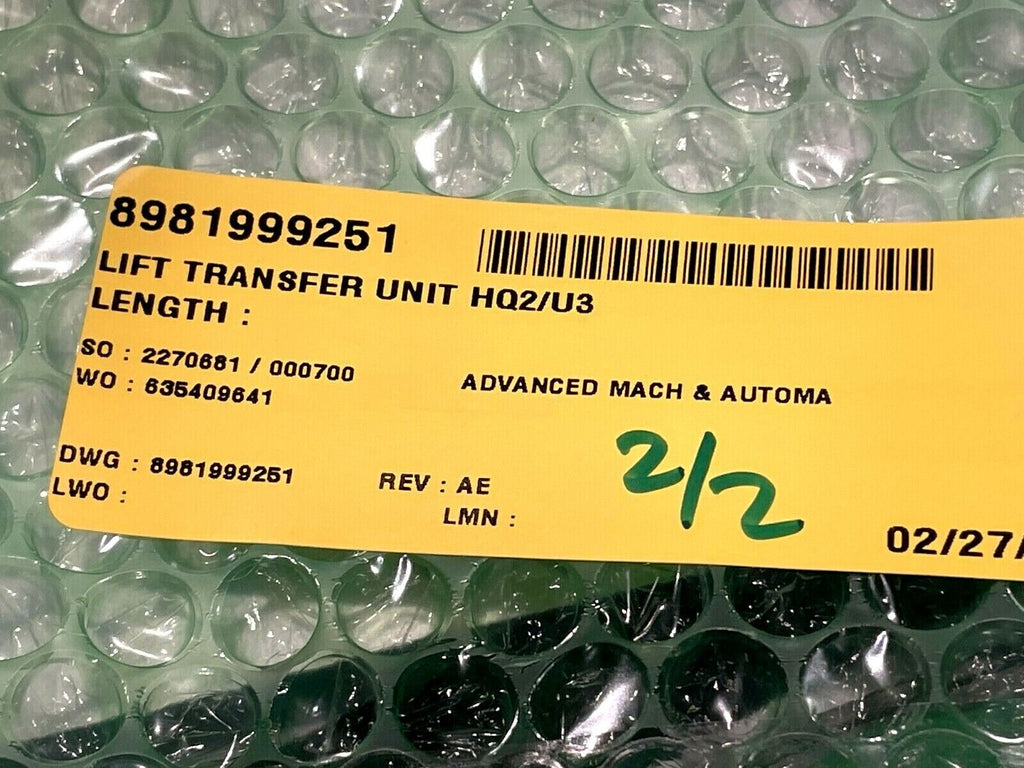 8981999251
LIFT TRANSFER UNIT HQ2/U3
LENGTH :
SO : 2270681 / 000700
WO : 635409641
ADVANCED MACH & AUTOMA
DWG : 8981999251
REV : AE
LWO :
LMN :
2/2
02/27/